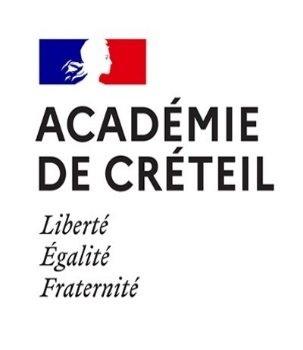 ACADÉMIE
DE CRÉTEIL
Liberté
Égalité
Fraternité